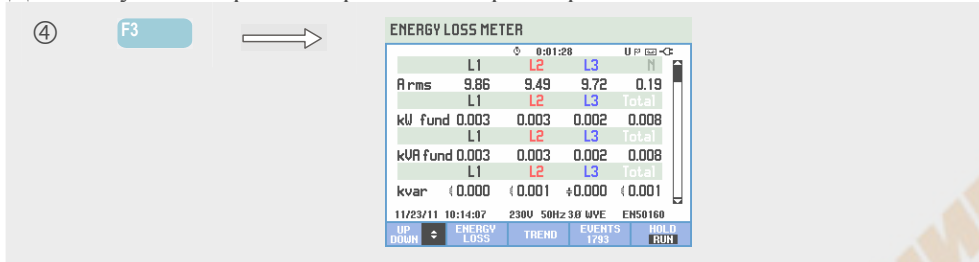 ④ F3
ENERGY LOSS METER
0:01:28 U
L1 L2 L3 N
A rms 9.86 9.49 9.72 0.19
L1 L2 L3 Total
kW fund 0.003 0.003 0.002 0.008
L1 L2 L3 Total
kVA fund 0.003 0.003 0.002 0.008
L1 L2 L3 Total
kvar 0.000 0.001 0.000 0.001
11/23/11 10:14:07 230V 50Hz 3Ø WYE EN50160
UP DOWN ENERGY LOSS TREND EVENTS 1793 HOLD RUN